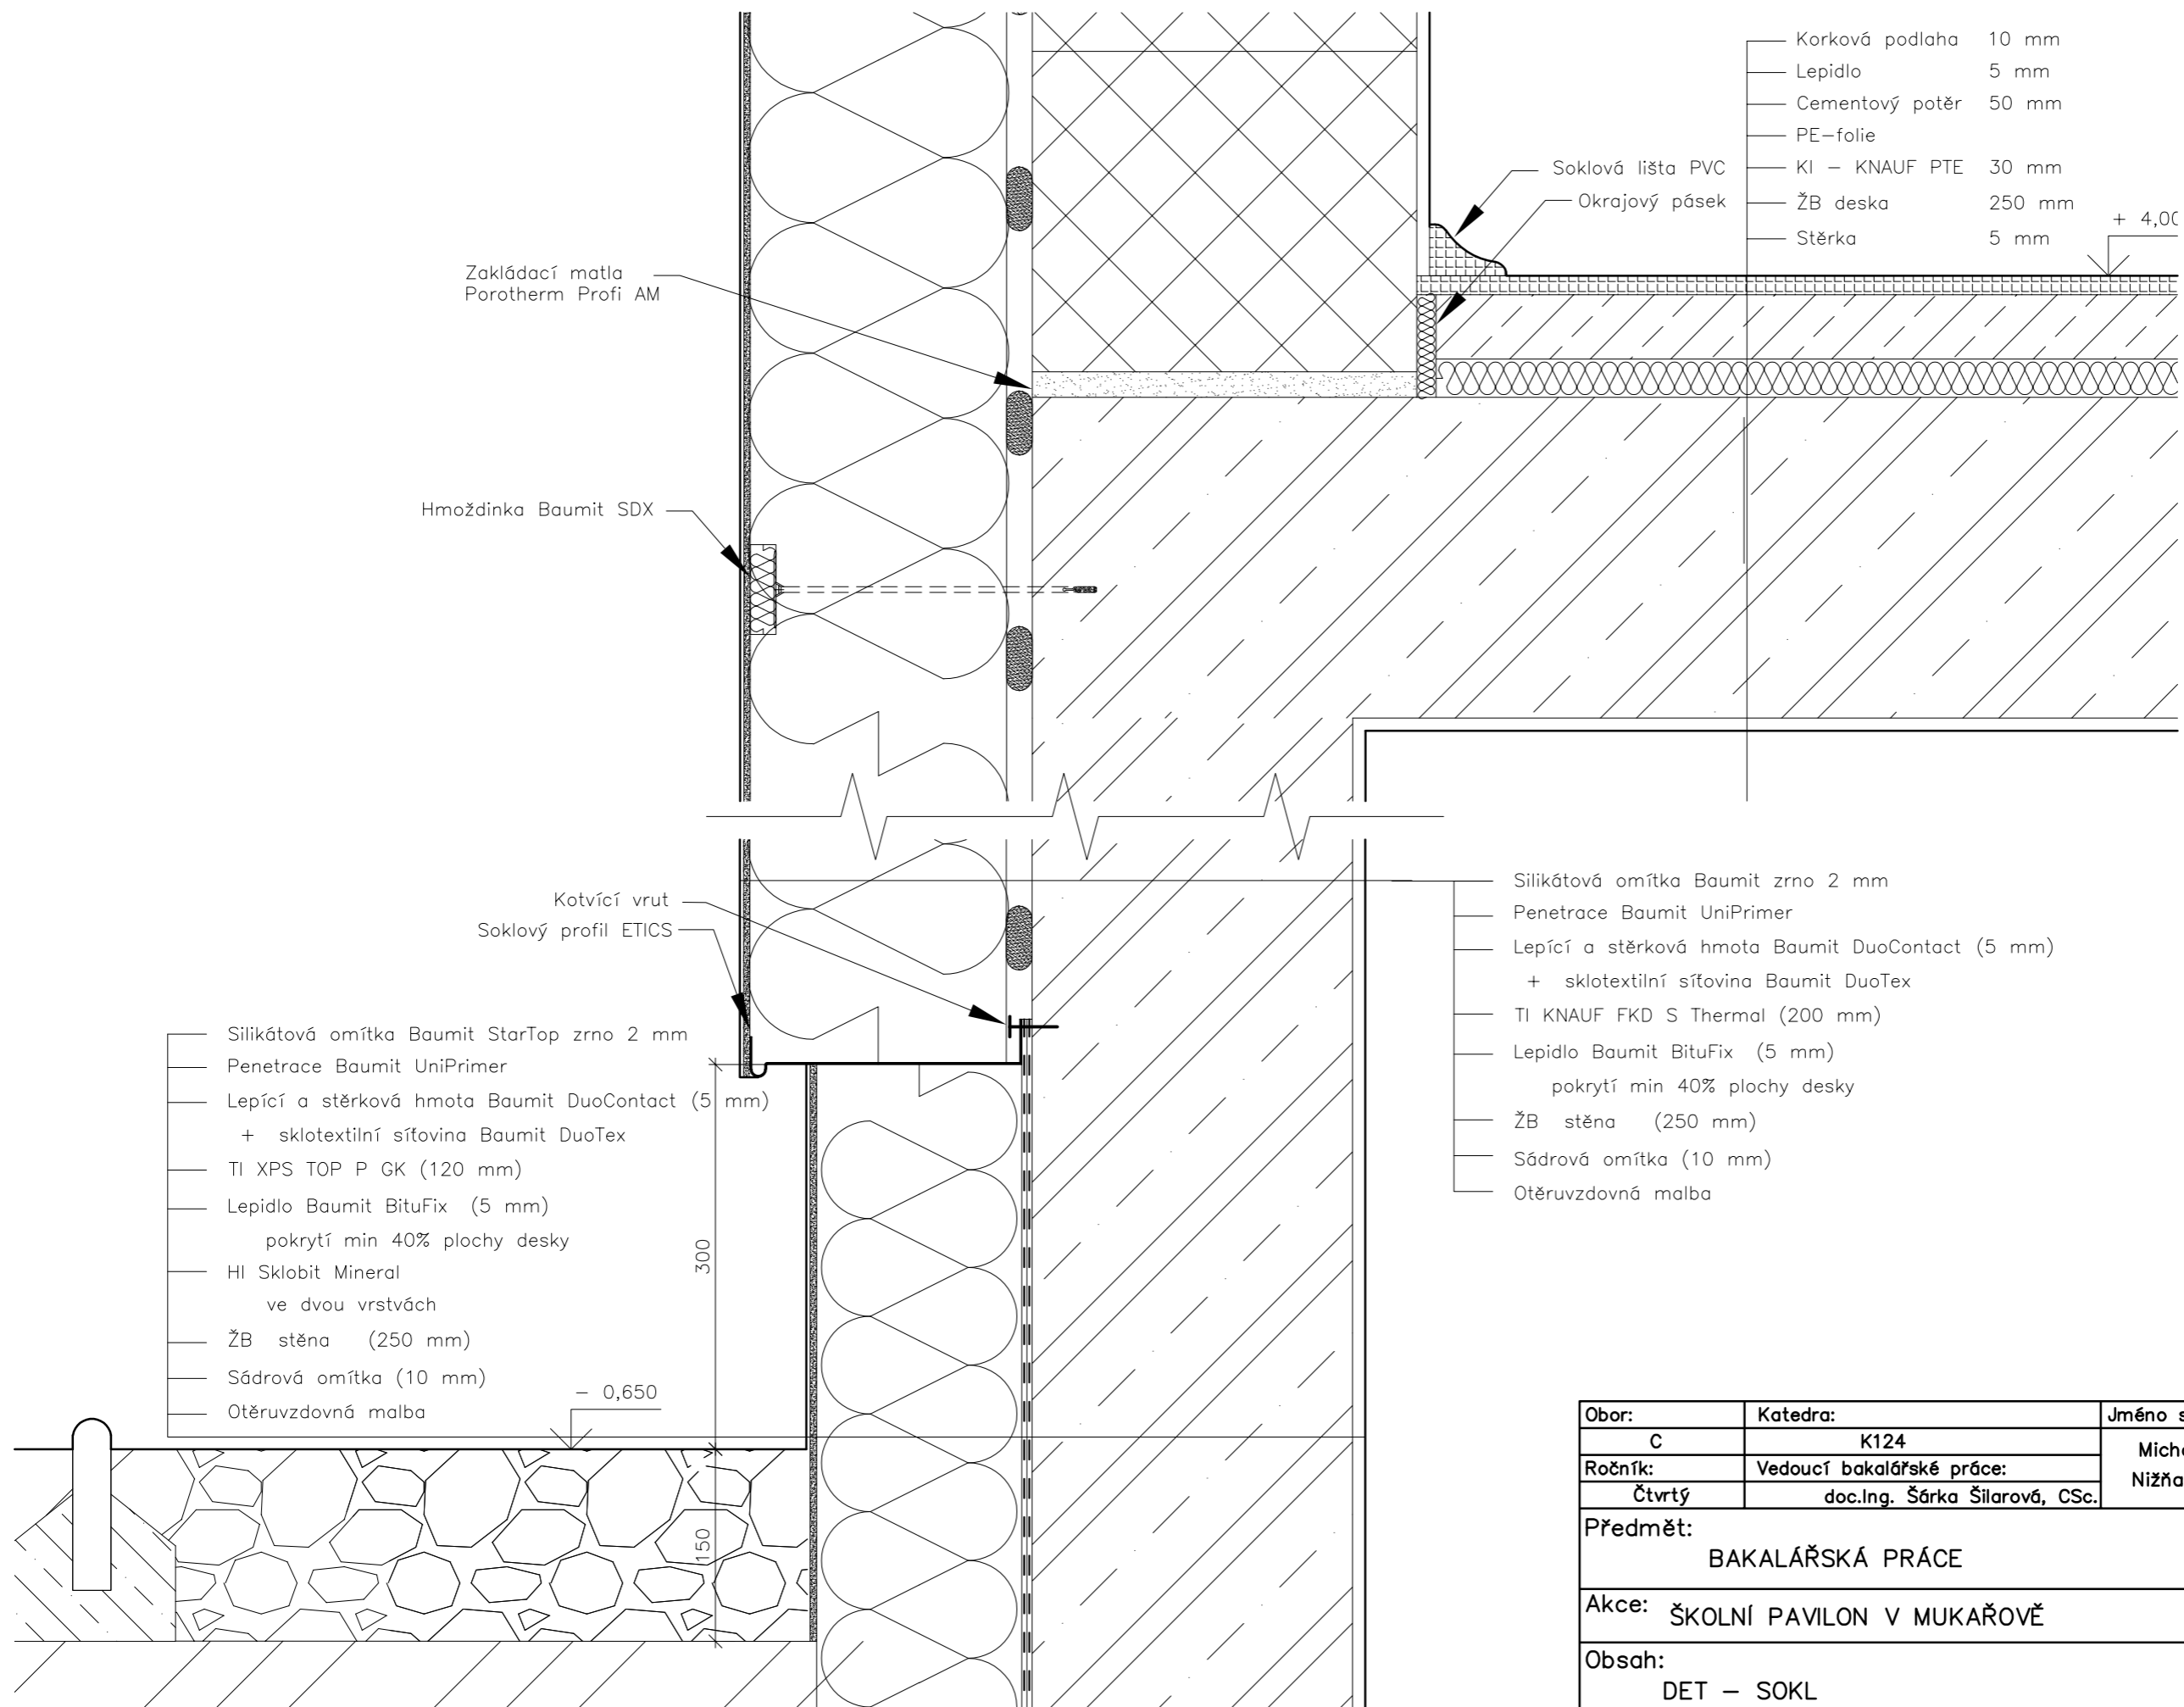 Korková podlaha 10 mm
Lepidlo 5 mm
Cementový potěr 50 mm
PE-folie
KI - KNAUF PTE 30 mm
ŽB deska 250 mm
Stěrka 5 mm
+ 4,00
Soklová lišta PVC
Okrajový pásek
Zakládací matla
Porotherm Profi AM
Hmoždinka Baumit SDX
Kotvící vrut
Soklový profil ETICS
Silikátová omítka Baumit zrno 2 mm
Penetrace Baumit UniPrimer
Lepící a stěrková hmota Baumit DuoContact (5 mm)
+ sklotextilní síťovina Baumit DuoTex
TI KNAUF FKD S Thermal (200 mm)
Lepidlo Baumit BituFix (5 mm)
pokrytí min 40% plochy desky
ŽB stěna (250 mm)
Sádrová omítka (10 mm)
Otěruvzdovná malba
Silikátová omítka Baumit StarTop zrno 2 mm
Penetrace Baumit UniPrimer
Lepící a stěrková hmota Baumit DuoContact (5 mm)
+ sklotextilní síťovina Baumit DuoTex
TI XPS TOP P GK (120 mm)
Lepidlo Baumit BituFix (5 mm)
pokrytí min 40% plochy desky
HI Sklobit Mineral
ve dvou vrstvách
ŽB stěna (250 mm)
Sádrová omítka (10 mm)
Otěruvzdovná malba
- 0,650
300
150
Obor: Katedra: Jméno s
C K124
Ročník: Vedoucí bakalářské práce:
Čtvrtý doc.Ing. Šárka Šilarová, CSc.
Mich
Nižňa
Předmět:
BAKALÁŘSKÁ PRÁCE
Akce: ŠKOLNÍ PAVILON V MUKAŘOVĚ
Obsah:
DET - SOKL